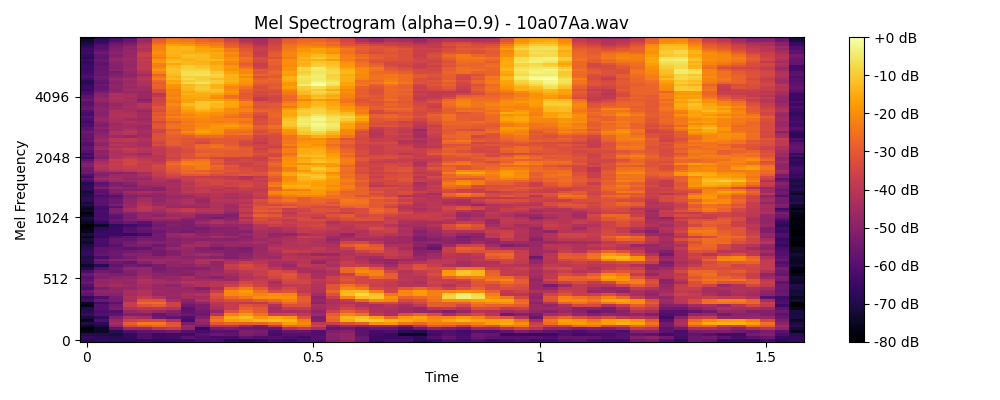 Mel Spectrogram (alpha=0.9) - 10a07Aa.wav
Mel Frequency
4096
2048
1024
512
0
0
0.5
1
1.5
Time
+0 dB
-10 dB
-20 dB
-30 dB
-40 dB
-50 dB
-60 dB
-70 dB
-80 dB